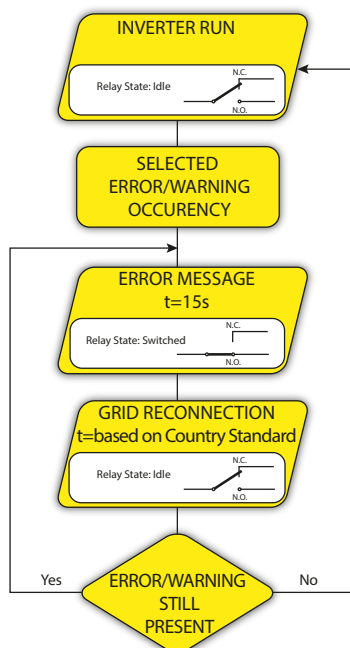 INVERTER RUN
N.C.
Relay State: Idle
N.O.
SELECTED
ERROR/WARNING
OCCURENCY
ERROR MESSAGE
t=15s
N.C.
Relay State: Switched
N.O.
GRID RECONNECTION
t=based on Country Standard
N.C.
Relay State: Idle
N.O.
Yes
ERROR/WARNING
STILL
PRESENT
No